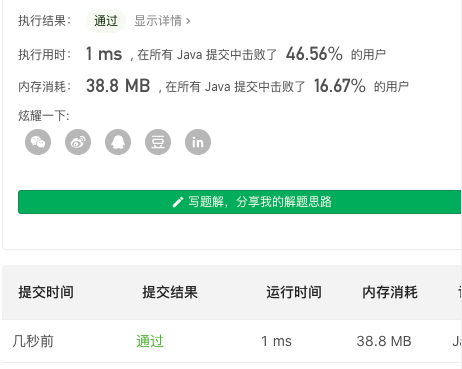 执行结果： 通过 显示详情 ›
执行用时： 1 ms , 在所有 Java 提交中击败了 46.56% 的用户
内存消耗： 38.8 MB , 在所有 Java 提交中击败了 16.67% 的用户
炫耀一下:
豆 in
写题解，分享我的解题思路
提交时间 提交结果 运行时间 内存消耗
几秒前 通过 1 ms 38.8 MB